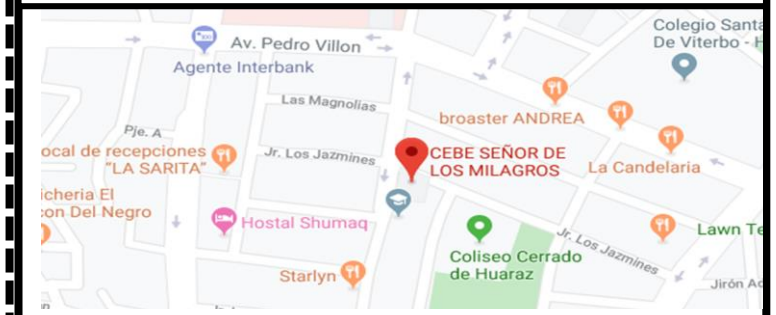 Colegio Santa
De Viterbo - H
Av. Pedro Villon
Agente Interbank
Las Magnolias
broaster ANDREA
Pje. A
ocal de recepciones
"LA SARITA"
Jr. Los Jazmines
CEBE SEÑOR DE
LOS MILAGROS
La Candelaria
icheria El
con Del Negro
Hostal Shumaq
Lawn Te
Jr. Los Jazmines
Coliseo Cerrado
de Huaraz
Starlyn
Jirón Ac